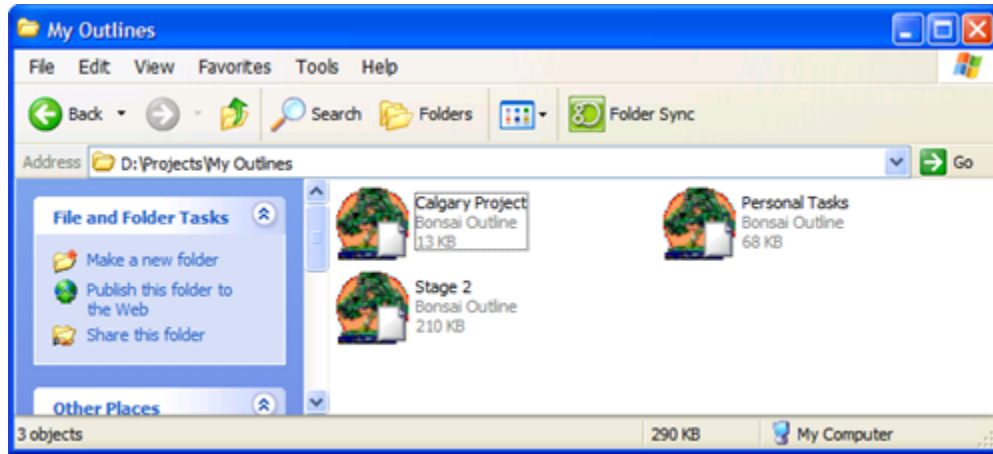 My Outlines
File Edit View Favorites Tools Help
Back Search Folders Folder Sync
Address D:\Projects\My Outlines Go
File and Folder Tasks
Make a new folder
Publish this folder to
the Web
Share this folder
Other Places
Calgary Project
Bonsai Outline
13 KB
Personal Tasks
Bonsai Outline
68 KB
Stage 2
Bonsai Outline
210 KB
3 objects 290 KB My Computer